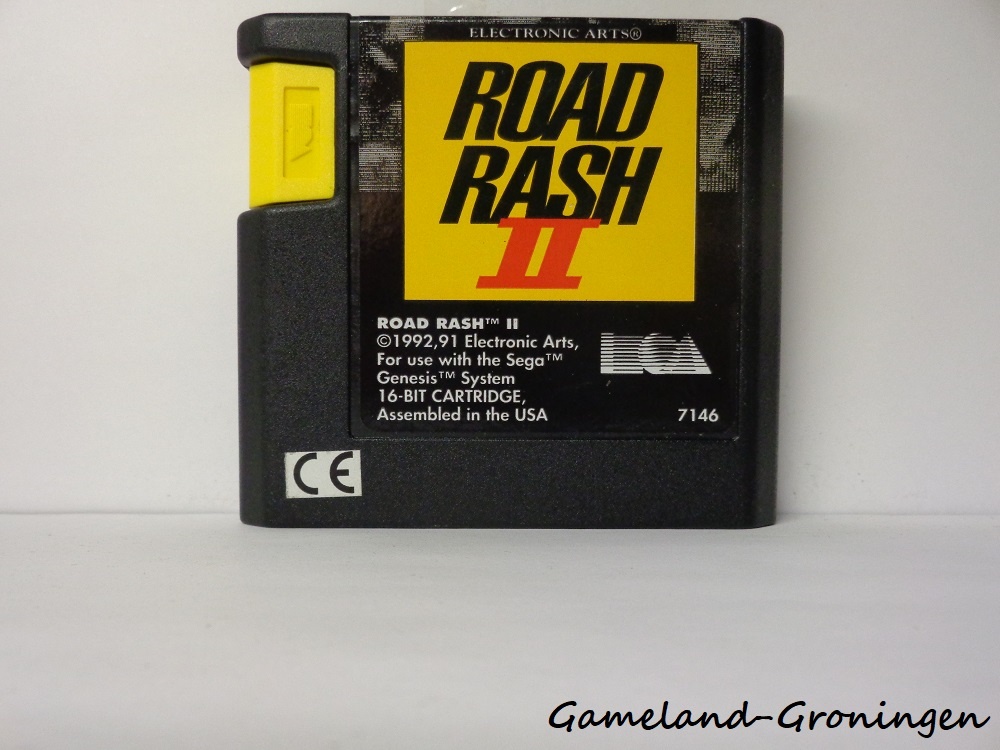 ELECTRONIC ARTS®
ROAD
RASH
II
ROAD RASH™ II
©1992,91 Electronic Arts,
For use with the Sega™
Genesis™ System
16-BIT CARTRIDGE,
Assembled in the USA
EA
7146
CE
Gameland-Groningen